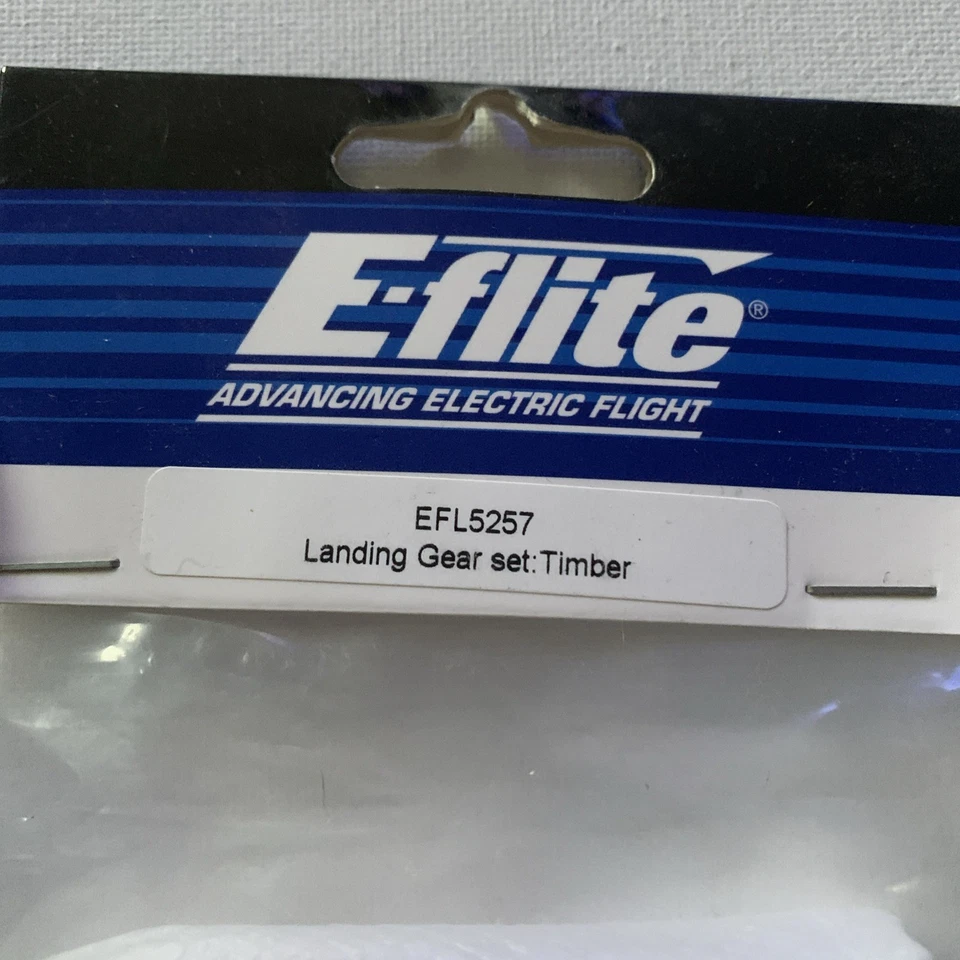 E-flite®
ADVANCING ELECTRIC FLIGHT
EFL5257
Landing Gear set:Timber